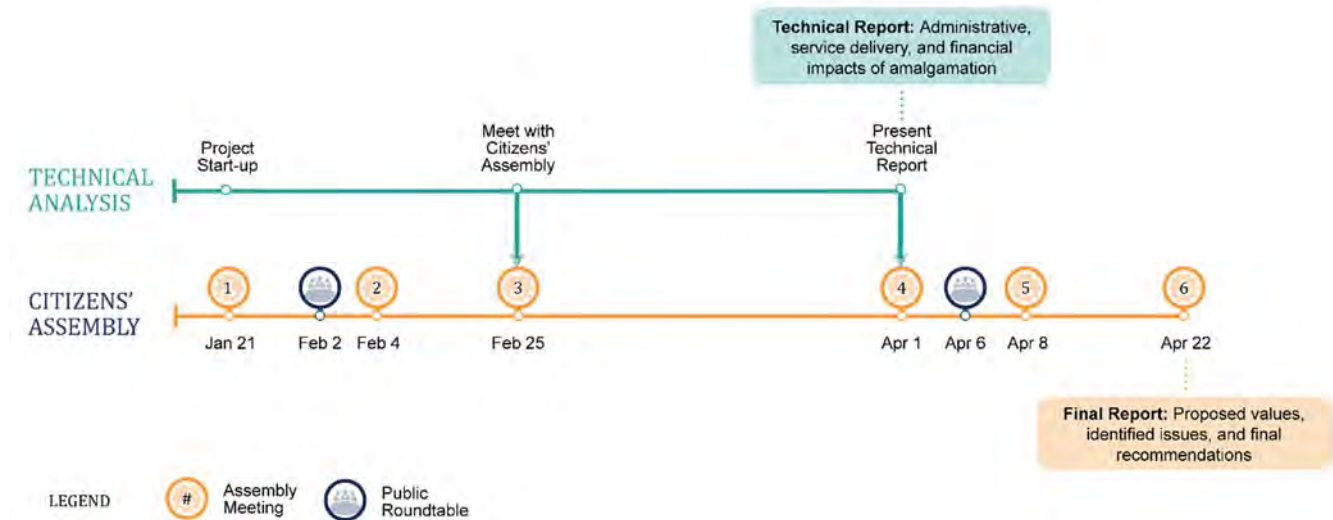 Technical Report: Administrative,
service delivery, and financial
impacts of amalgamation
Project
Start-up
Meet with
Citizens'
Assembly
Present
Technical
Report
TECHNICAL
ANALYSIS
1
2
3
4
5
6
CITIZENS'
ASSEMBLY
Jan 21
Feb 2
Feb 4
Feb 25
Apr 1
Apr 6
Apr 8
Apr 22
Final Report: Proposed values,
identified issues, and final
recommendations
LEGEND
#
Assembly
Meeting
Public
Roundtable